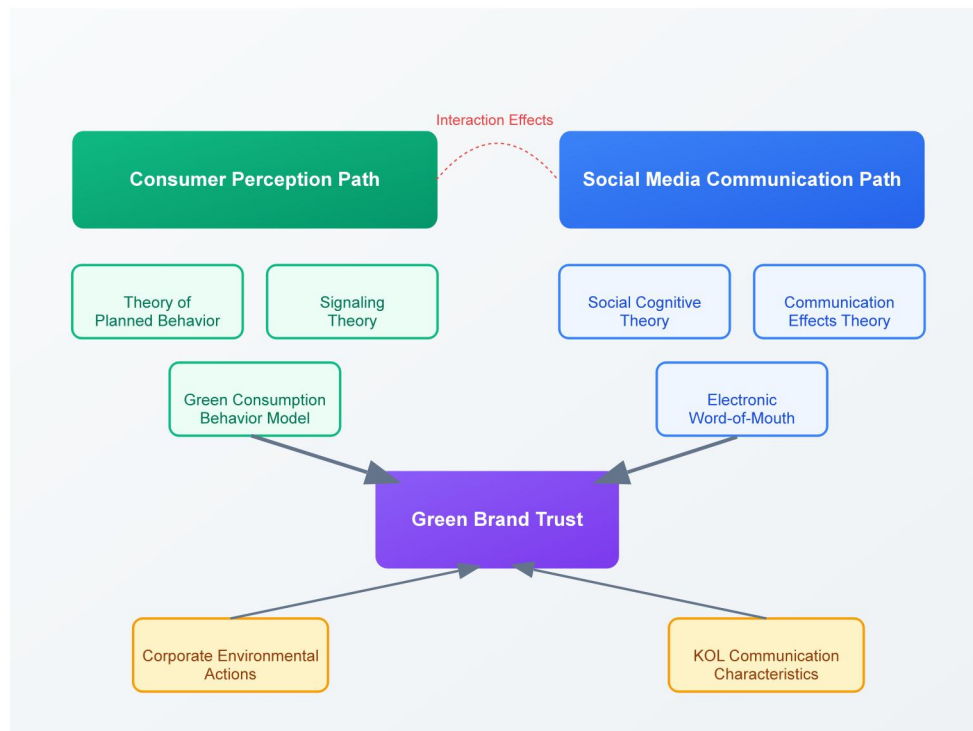 Interaction Effects
Consumer Perception Path
Social Media Communication Path
Theory of
Planned Behavior
Signaling
Theory
Social Cognitive
Theory
Communication
Effects Theory
Green Consumption
Behavior Model
Electronic
Word-of-Mouth
Green Brand Trust
Corporate Environmental
Actions
KOL Communication
Characteristics